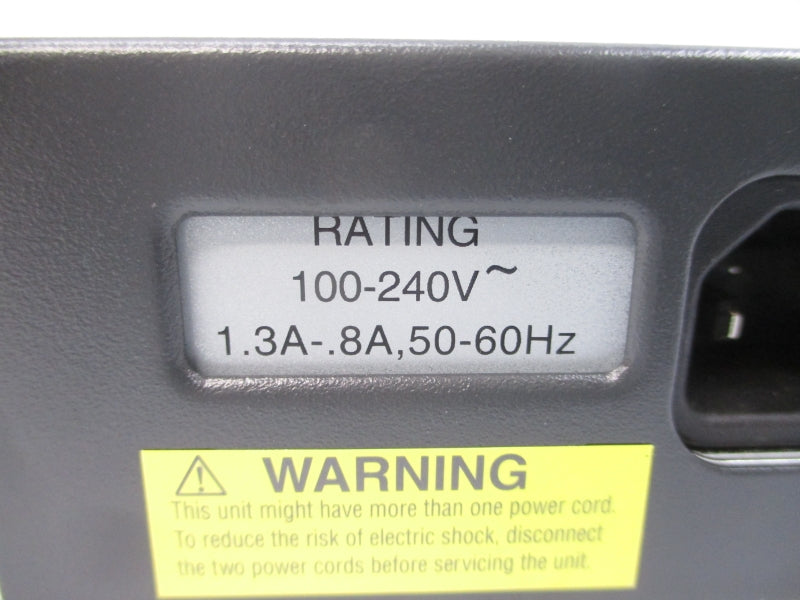 RATING
100-240V~
1.3A-.8A,50-60Hz
WARNING
This unit might have more than one power cord.
To reduce the risk of electric shock, disconnect
the two power cords before servicing the unit.